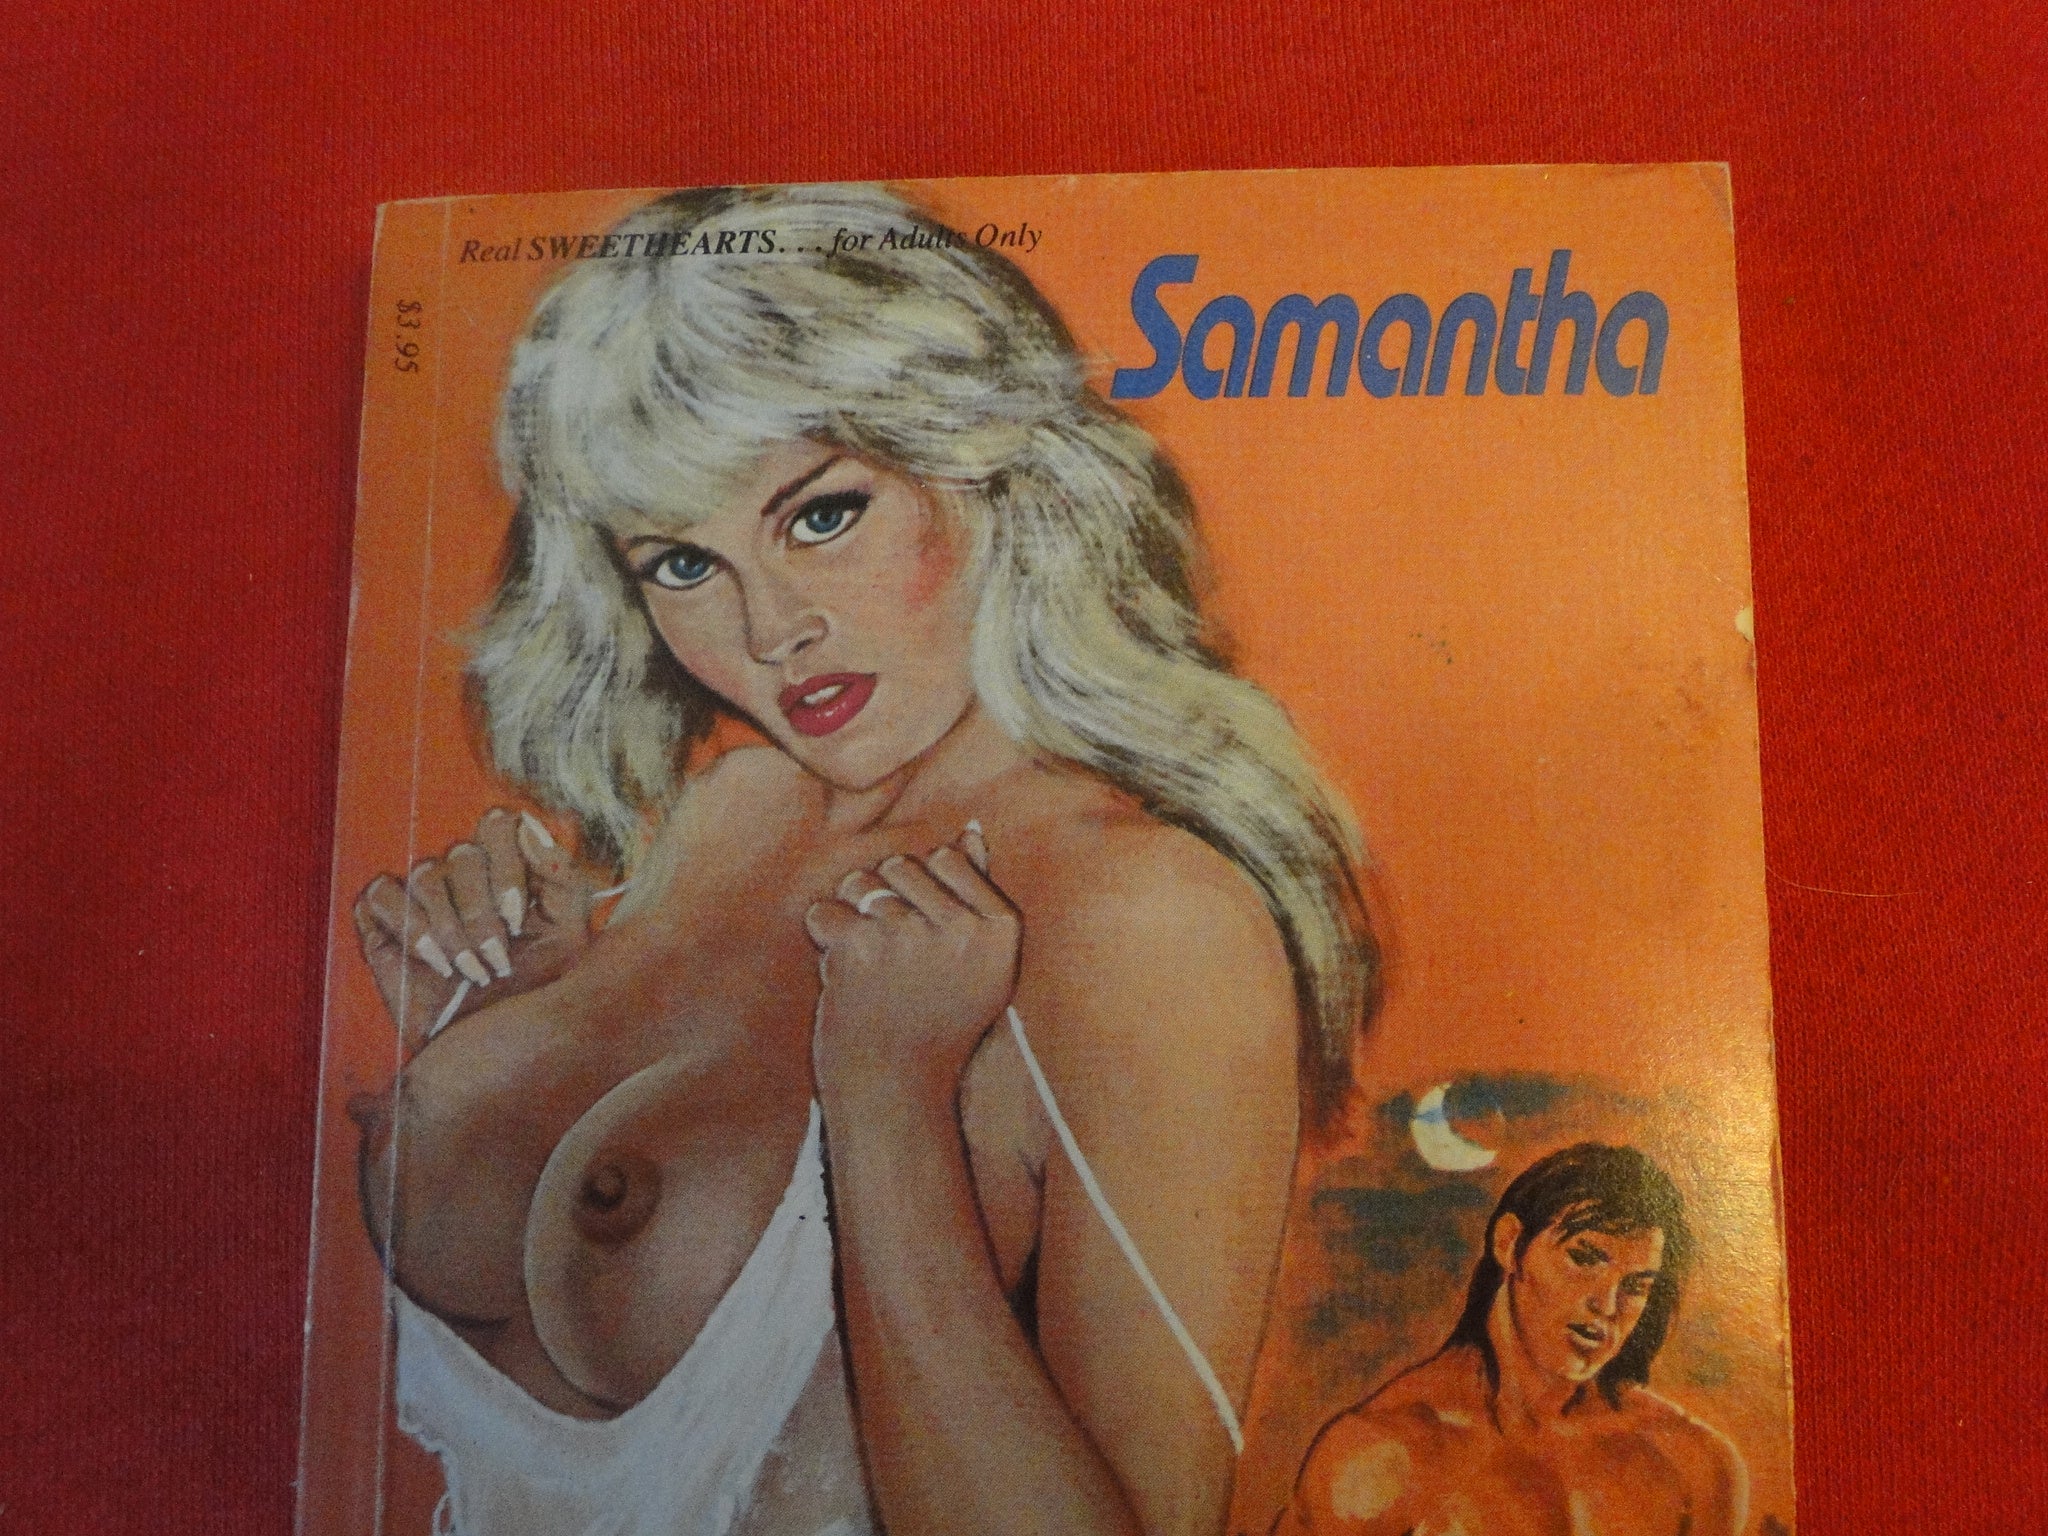 Real SWEETHEARTS. . . for Adults Only
Samantha
$3.95